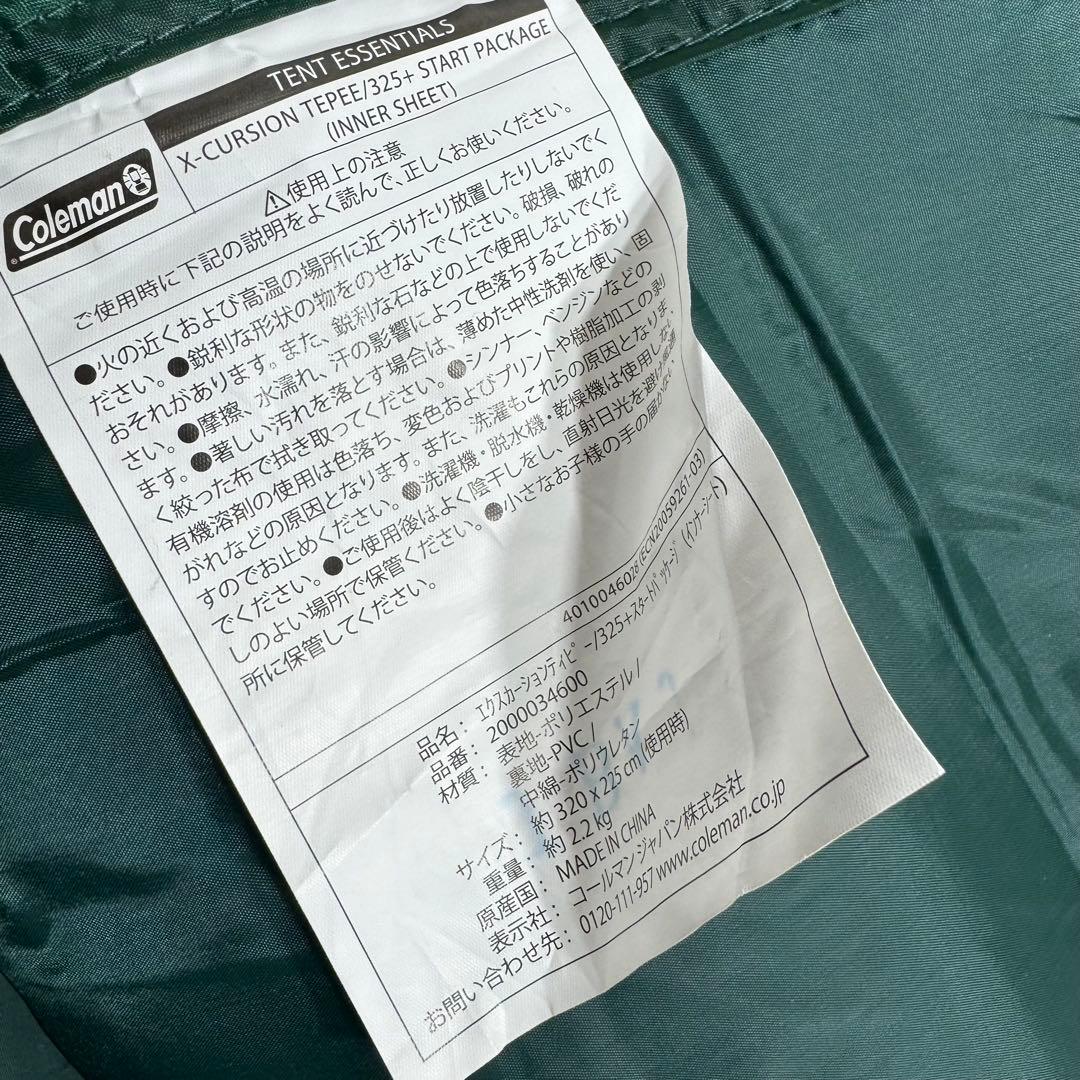 TENT ESSENTIALS
X-CURSION TEPEE/325+ START PACKAGE
(INNER SHEET)
Coleman
⚠使用上の注意
ご使用時に下記の説明をよく読んで、正しくお使いください。
●火の近くおよび高温の場所に近づけたり放置したりしないでく
ださい。●鋭利な形状の物をのせないでください。破損、破れの
おそれがあります。また、鋭利な石などの上で使用しないでくだ
さい。●摩擦、水濡れ、汗の影響によって色落ちすることがあり
ます。●著しい汚れを落とす場合は、薄めた中性洗剤を使い、固
く絞った布で拭き取ってください。●シンナー、ベンジンなどの
有機溶剤の使用は色落ち、変色およびプリントや樹脂加工の剥
がれなどの原因となります。また、洗濯もこれらの原因となりま
すのでお止めください。●洗濯機・脱水機・乾燥機は使用しない
でください。●ご使用後はよく陰干しをし、直射日光を避け風通
しのよい場所で保管ください。●小さなお子様の手の届かな
所に保管してください。
4010046026 (ECN20059261-03)
品名: エクスカーションティピー/325+スタートパッケージ (インナーシート)
品番: 2000034600
材質: 表地-ポリエステル/
裏地-PVC/
中綿-ポリウレタン
サイズ: 約 320 x 225 cm (使用時)
重量: 約 2.2 kg
原産国: MADE IN CHINA
表示社: コールマン ジャパン株式会社
お問い合わせ先: 0120-111-957 www.coleman.co.jp